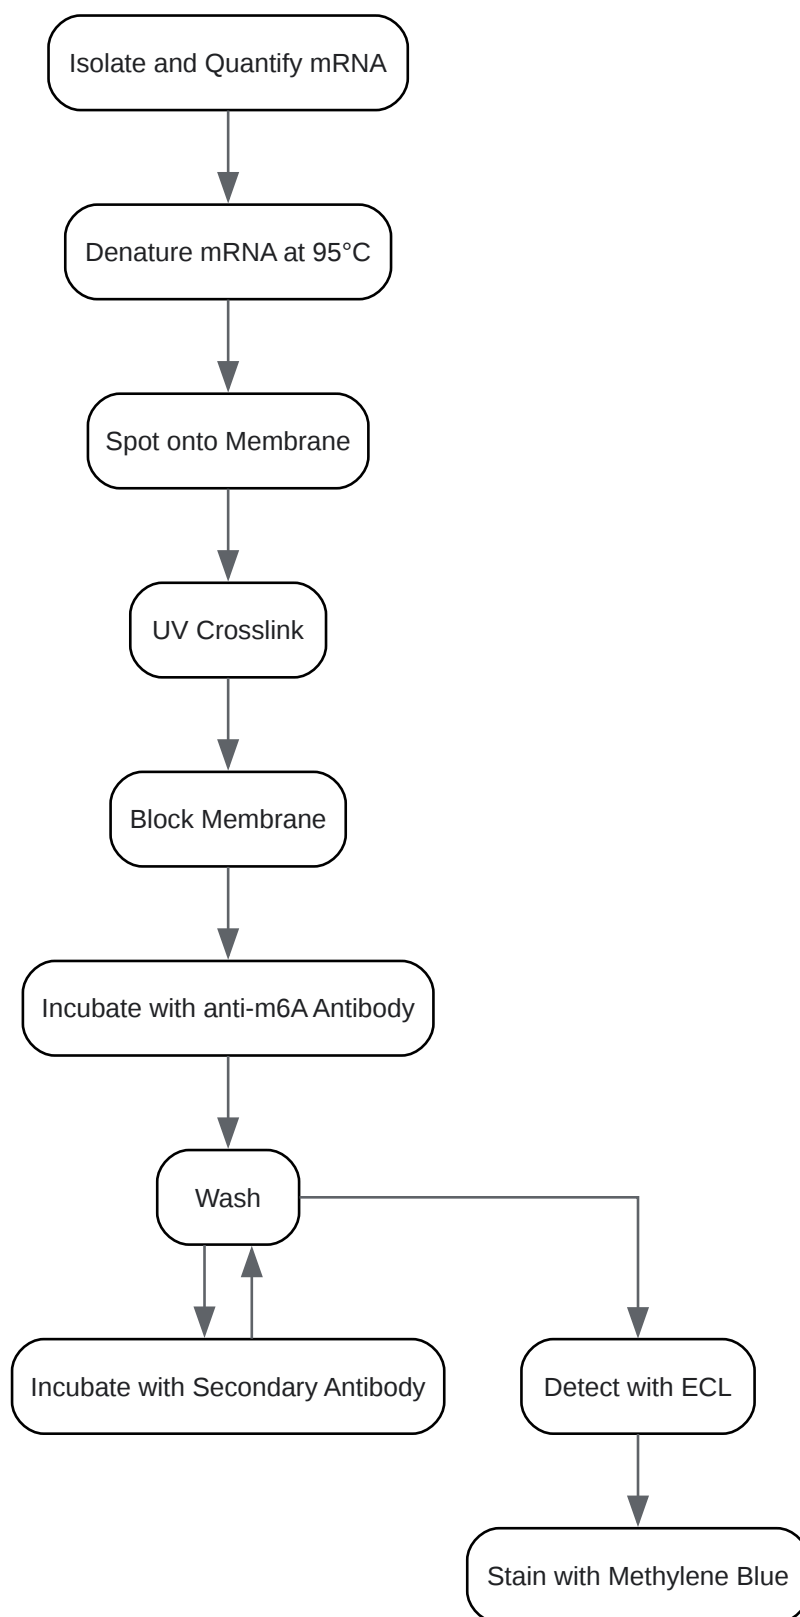 Isolate and Quantify mRNA
Denature mRNA at 95°C
Spot onto Membrane
UV Crosslink
Block Membrane
Incubate with anti-m6A Antibody
Wash
Incubate with Secondary Antibody
Detect with ECL
Stain with Methylene Blue